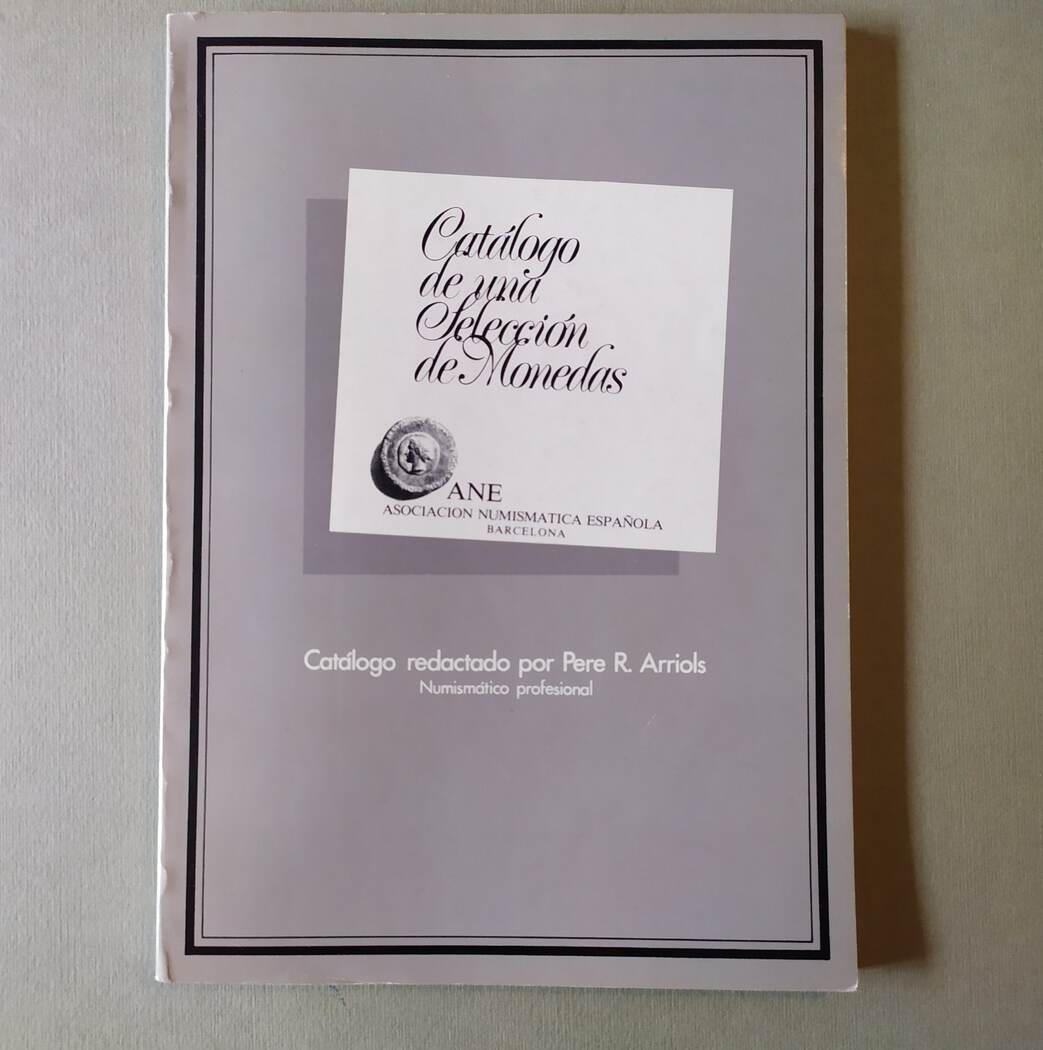 Catálogo
de una
Selección
de Monedas
ANE
ASOCIACION NUMISMATICA ESPAÑOLA
BARCELONA
Catálogo redactado por Pere R. Arriols
Numismático profesional